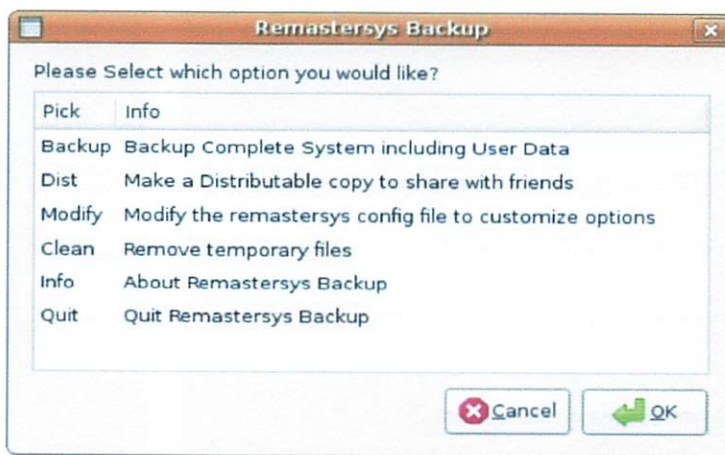 Remastersys Backup
Please Select which option you would like?
Pick Info
Backup Backup Complete System including User Data
Dist Make a Distributable copy to share with friends
Modify Modify the remastersys config file to customize options
Clean Remove temporary files
Info About Remastersys Backup
Quit Quit Remastersys Backup
Cancel OK